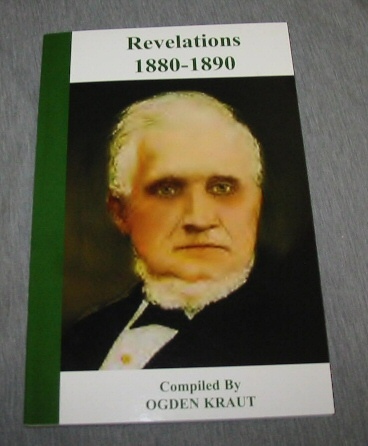 Revelations
1880-1890
Compiled By
OGDEN KRAUT